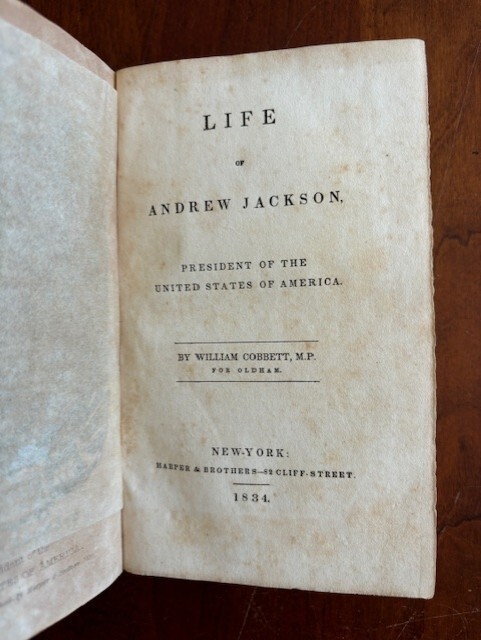 LIFE
OF
ANDREW JACKSON,
PRESIDENT OF THE
UNITED STATES OF AMERICA.
BY WILLIAM COBBETT, M.P.
FOR OLDHAM.
NEW-YORK:
HARPER & BROTHERS—82 CLIFF-STREET.
1834.